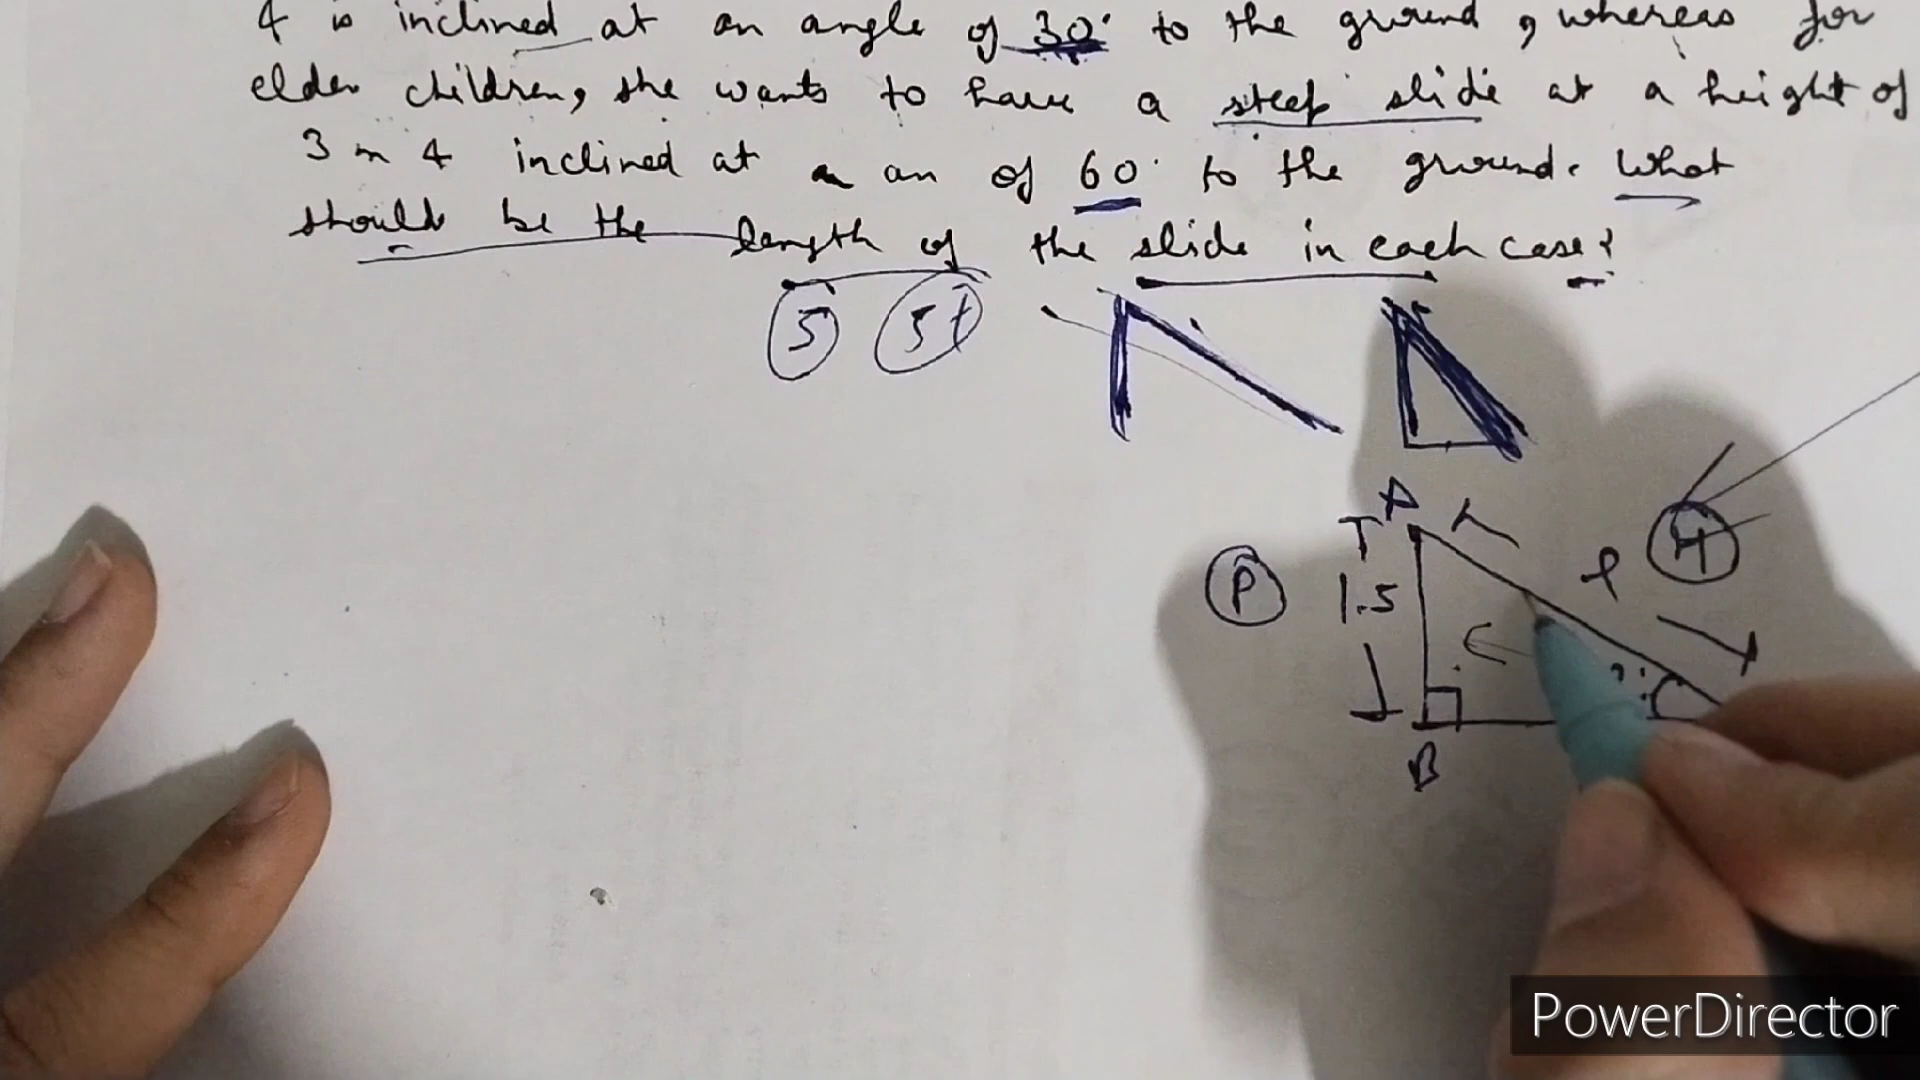 4 is inclined at an angle of 30° to the ground, whereas for
elder children, she wants to have a steep slide at a height of
3 m 4 inclined at an of 60° to the ground. What
should be the length of the slide in each case?
5 5+
A
P 1.5 H
B
PowerDirector